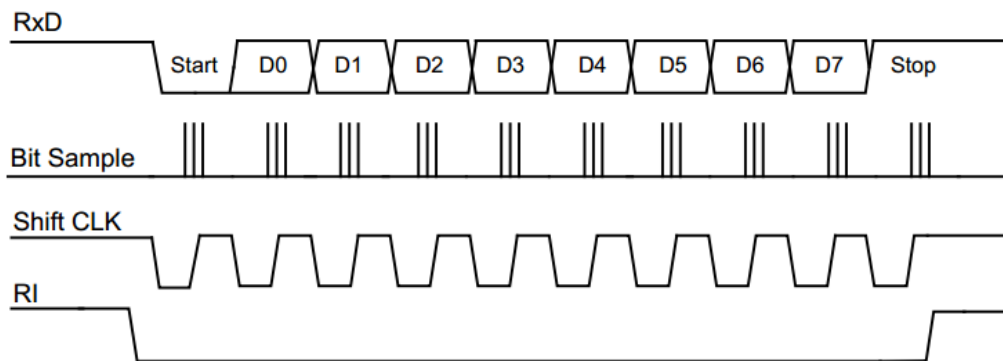 RxD
Start D0 D1 D2 D3 D4 D5 D6 D7 Stop
Bit Sample
Shift CLK
RI